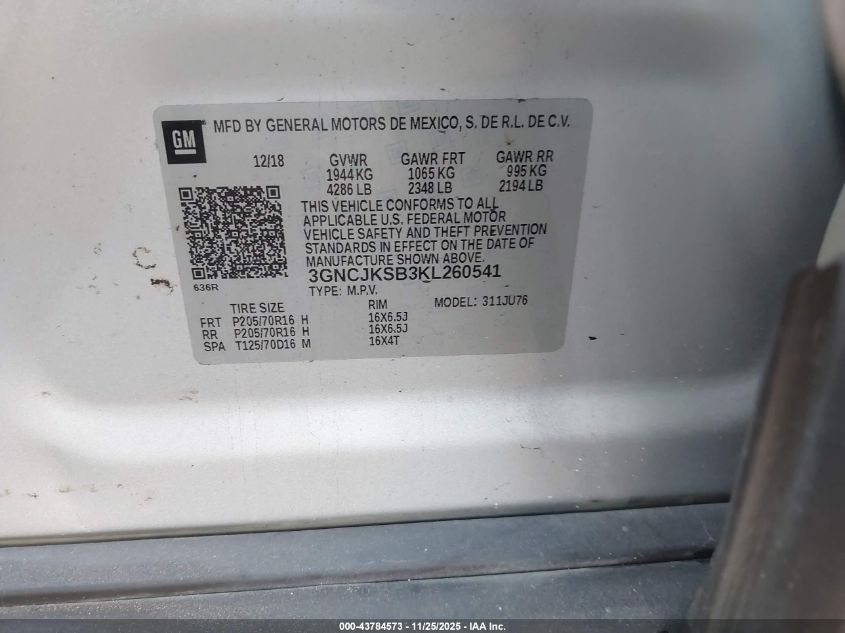 GM MFD BY GENERAL MOTORS DE MEXICO, S. DE R.L. DE C.V.
12/18 GVWR GAWR FRT GAWR RR
1944 KG 1065 KG 995 KG
4286 LB 2348 LB 2194 LB
THIS VEHICLE CONFORMS TO ALL
APPLICABLE U.S. FEDERAL MOTOR
VEHICLE SAFETY AND THEFT PREVENTION
STANDARDS IN EFFECT ON THE DATE OF
MANUFACTURE SHOWN ABOVE.
3GNCJKSB3KL260541
636R TYPE: M.P.V.
TIRE SIZE RIM MODEL: 311JU76
FRT P205/70R16 H 16X6.5J
RR P205/70R16 H 16X6.5J
SPA T125/70D16 M 16X4T
000-43784573 - 11/25/2025 - IAA Inc.